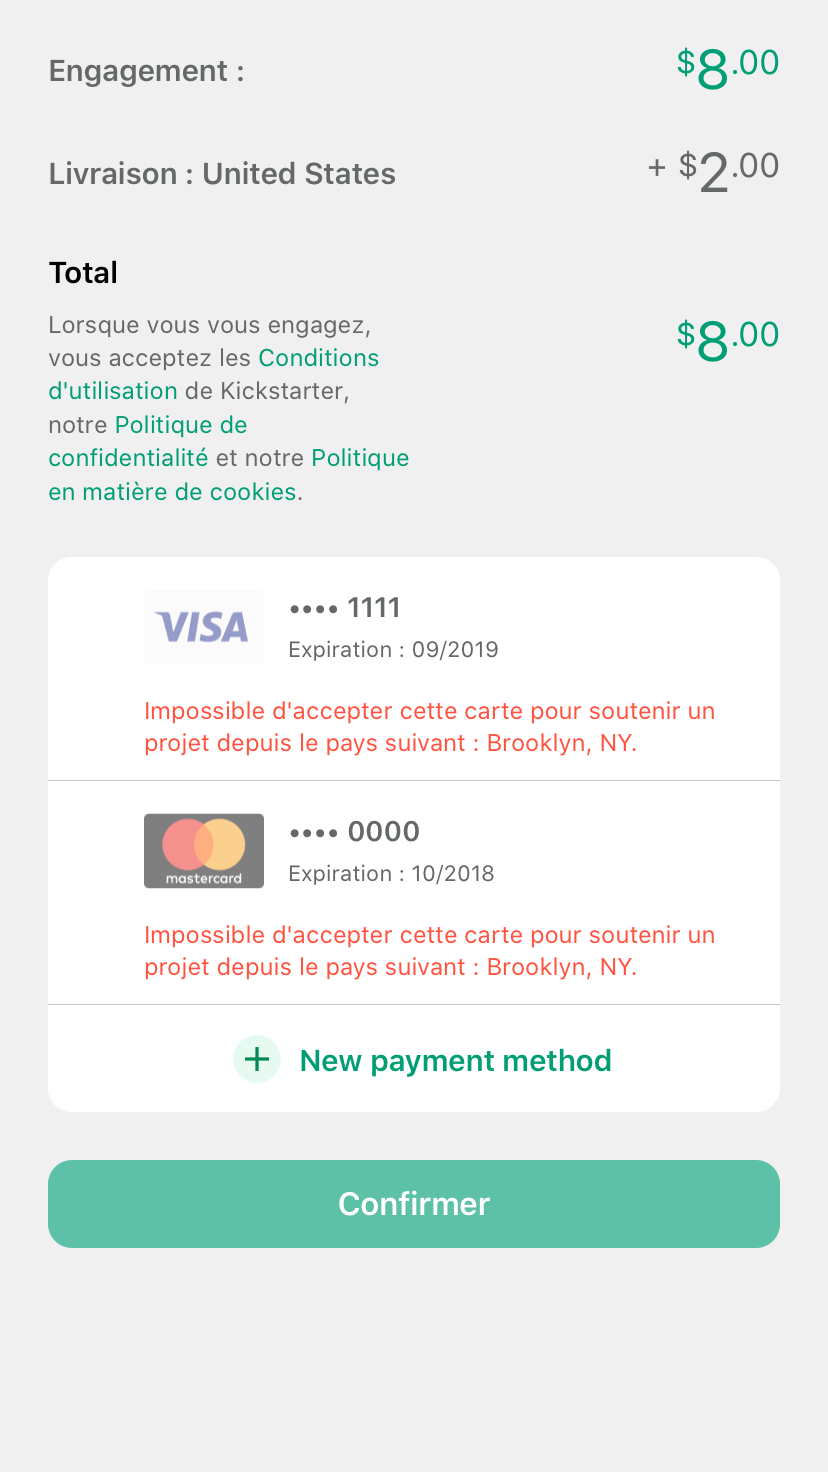 Engagement :
$8.00
Livraison : United States
+ $2.00
Total
Lorsque vous vous engagez,
vous acceptez les Conditions
d'utilisation de Kickstarter,
notre Politique de
confidentialité et notre Politique
en matière de cookies.
$8.00
VISA
•••• 1111
Expiration : 09/2019
Impossible d'accepter cette carte pour soutenir un
projet depuis le pays suivant : Brooklyn, NY.
mastercard
•••• 0000
Expiration : 10/2018
Impossible d'accepter cette carte pour soutenir un
projet depuis le pays suivant : Brooklyn, NY.
+ New payment method
Confirmer